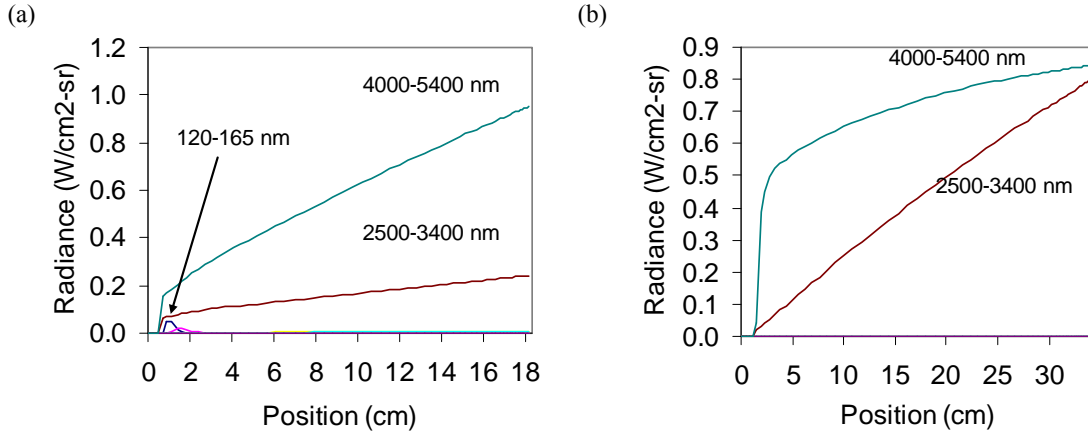 (a)
Radiance (W/cm2-sr)
1.2
1.0
0.8
0.6
0.4
0.2
0.0
4000-5400 nm
120-165 nm
2500-3400 nm
0 2 4 6 8 10 12 14 16 18
Position (cm)
(b)
Radiance (W/cm2-sr)
0.9
0.8
0.7
0.6
0.5
0.4
0.3
0.2
0.1
0.0
4000-5400 nm
2500-3400 nm
0 5 10 15 20 25 30
Position (cm)